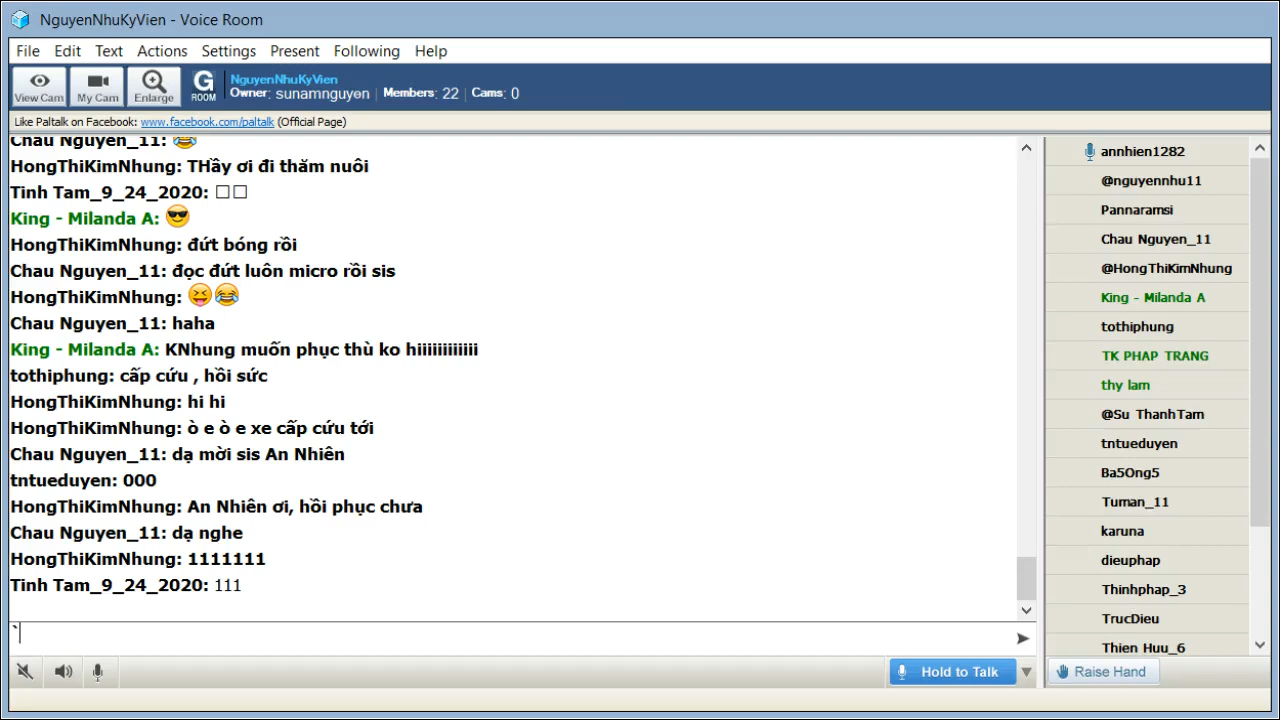 NguyenNhuKyVien - Voice Room
File Edit Text Actions Settings Present Following Help
View Cam
My Cam
Enlarge
G ROOM
NguyenNhuKyVien
Owner: sunamnguyen | Members: 22 | Cams: 0
Like Paltalk on Facebook: www.facebook.com/paltalk (Official Page)
Chau Nguyen_11: 😂
HongThiKimNhung: THầy ơi đi thăm nuôi
Tinh Tam_9_24_2020: □□
King - Milanda A: 😎
HongThiKimNhung: đứt bóng rồi
Chau Nguyen_11: đọc đứt luôn micro rồi sis
HongThiKimNhung: 😝😂
Chau Nguyen_11: haha
King - Milanda A: KNhung muốn phục thù ko hiiiiiiiiiiii
tothiphung: cấp cứu , hồi sức
HongThiKimNhung: hi hi
HongThiKimNhung: ò e ò e xe cấp cứu tới
Chau Nguyen_11: dạ mời sis An Nhiên
tntueduyen: 000
HongThiKimNhung: An Nhiên ơi, hồi phục chưa
Chau Nguyen_11: dạ nghe
HongThiKimNhung: 1111111
Tinh Tam_9_24_2020: 111
`
Hold to Talk
annhien1282
@nguyennhu11
Pannaramsi
Chau Nguyen_11
@HongThiKimNhung
King - Milanda A
tothiphung
TK PHAP TRANG
thy lam
@Su ThanhTam
tntueduyen
Ba5Ong5
Tuman_11
karuna
dieuphap
Thinhphap_3
TrucDieu
Thien Huu_6
Raise Hand